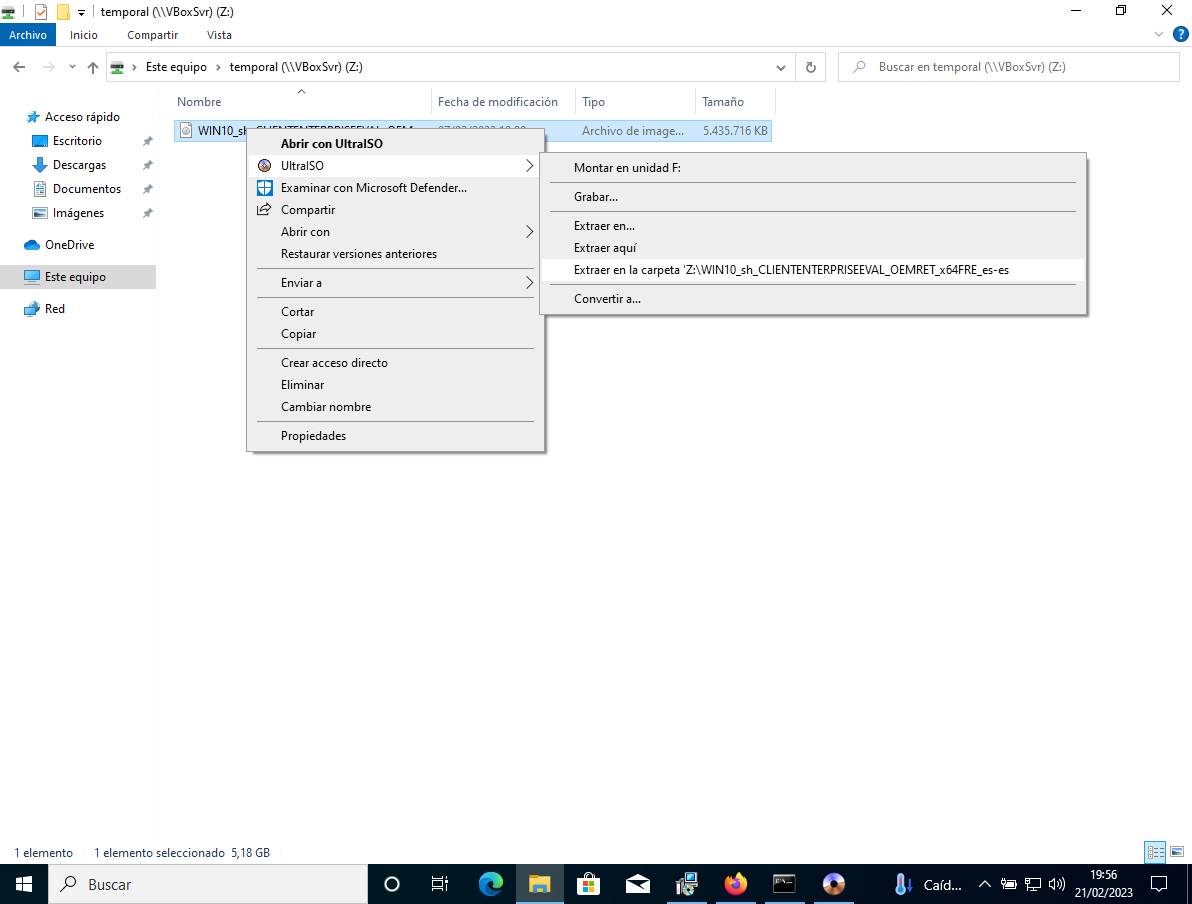 temporal (\\VBoxSvr) (Z:)
Archivo Inicio Compartir Vista
Este equipo temporal (\\VBoxSvr) (Z:) Buscar en temporal (\\VBoxSvr) (Z:)
Nombre Fecha de modificación Tipo Tamaño
Acceso rápido
Escritorio
Descargas
Documentos
Imágenes
OneDrive
Este equipo
Red
Archivo de image... 5.435.716 KB
Abrir con UltraISO
UltraISO
Examinar con Microsoft Defender...
Compartir
Abrir con
Restaurar versiones anteriores
Enviar a
Cortar
Copiar
Crear acceso directo
Eliminar
Cambiar nombre
Propiedades
Montar en unidad F:
Grabar...
Extraer en...
Extraer aquí
Extraer en la carpeta 'Z:\WIN10_sh_CLIENTENTERPRISEEVAL_OEMRET_x64FRE_es-es
Convertir a...
1 elemento 1 elemento seleccionado 5,18 GB
Buscar
Caíd...
19:56
21/02/2023